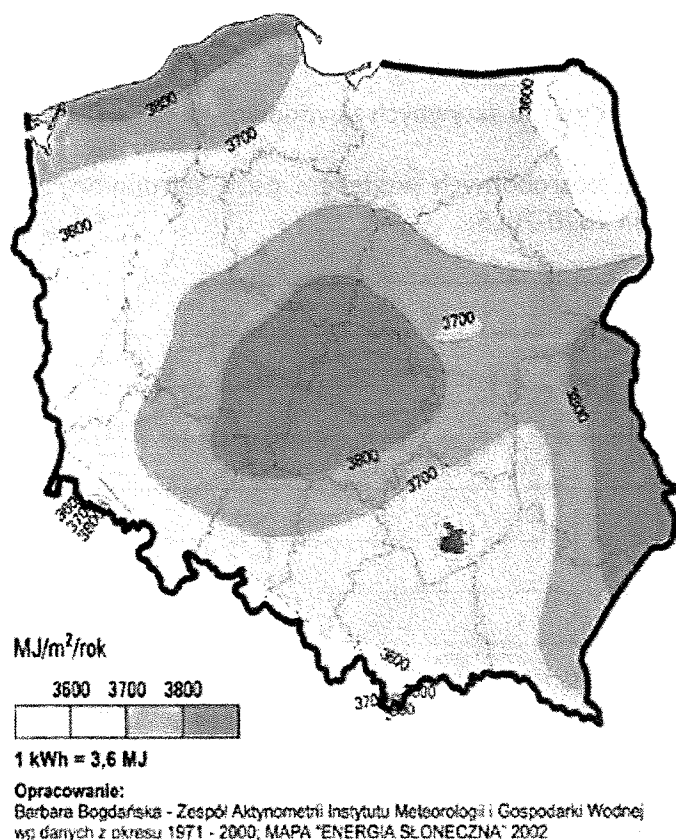 3800
3700
3600
3600
3700
3800
3800
3700
3600
MJ/m²/rok
3600 3700 3800
1 kWh = 3,6 MJ
Opracowanie:
Barbara Bogdańska - Zespół Aktynometrii Instytutu Meteorologii i Gospodarki Wodnej
wg danych z okresu 1971 - 2000; MAPA "ENERGIA SŁONECZNA" 2002